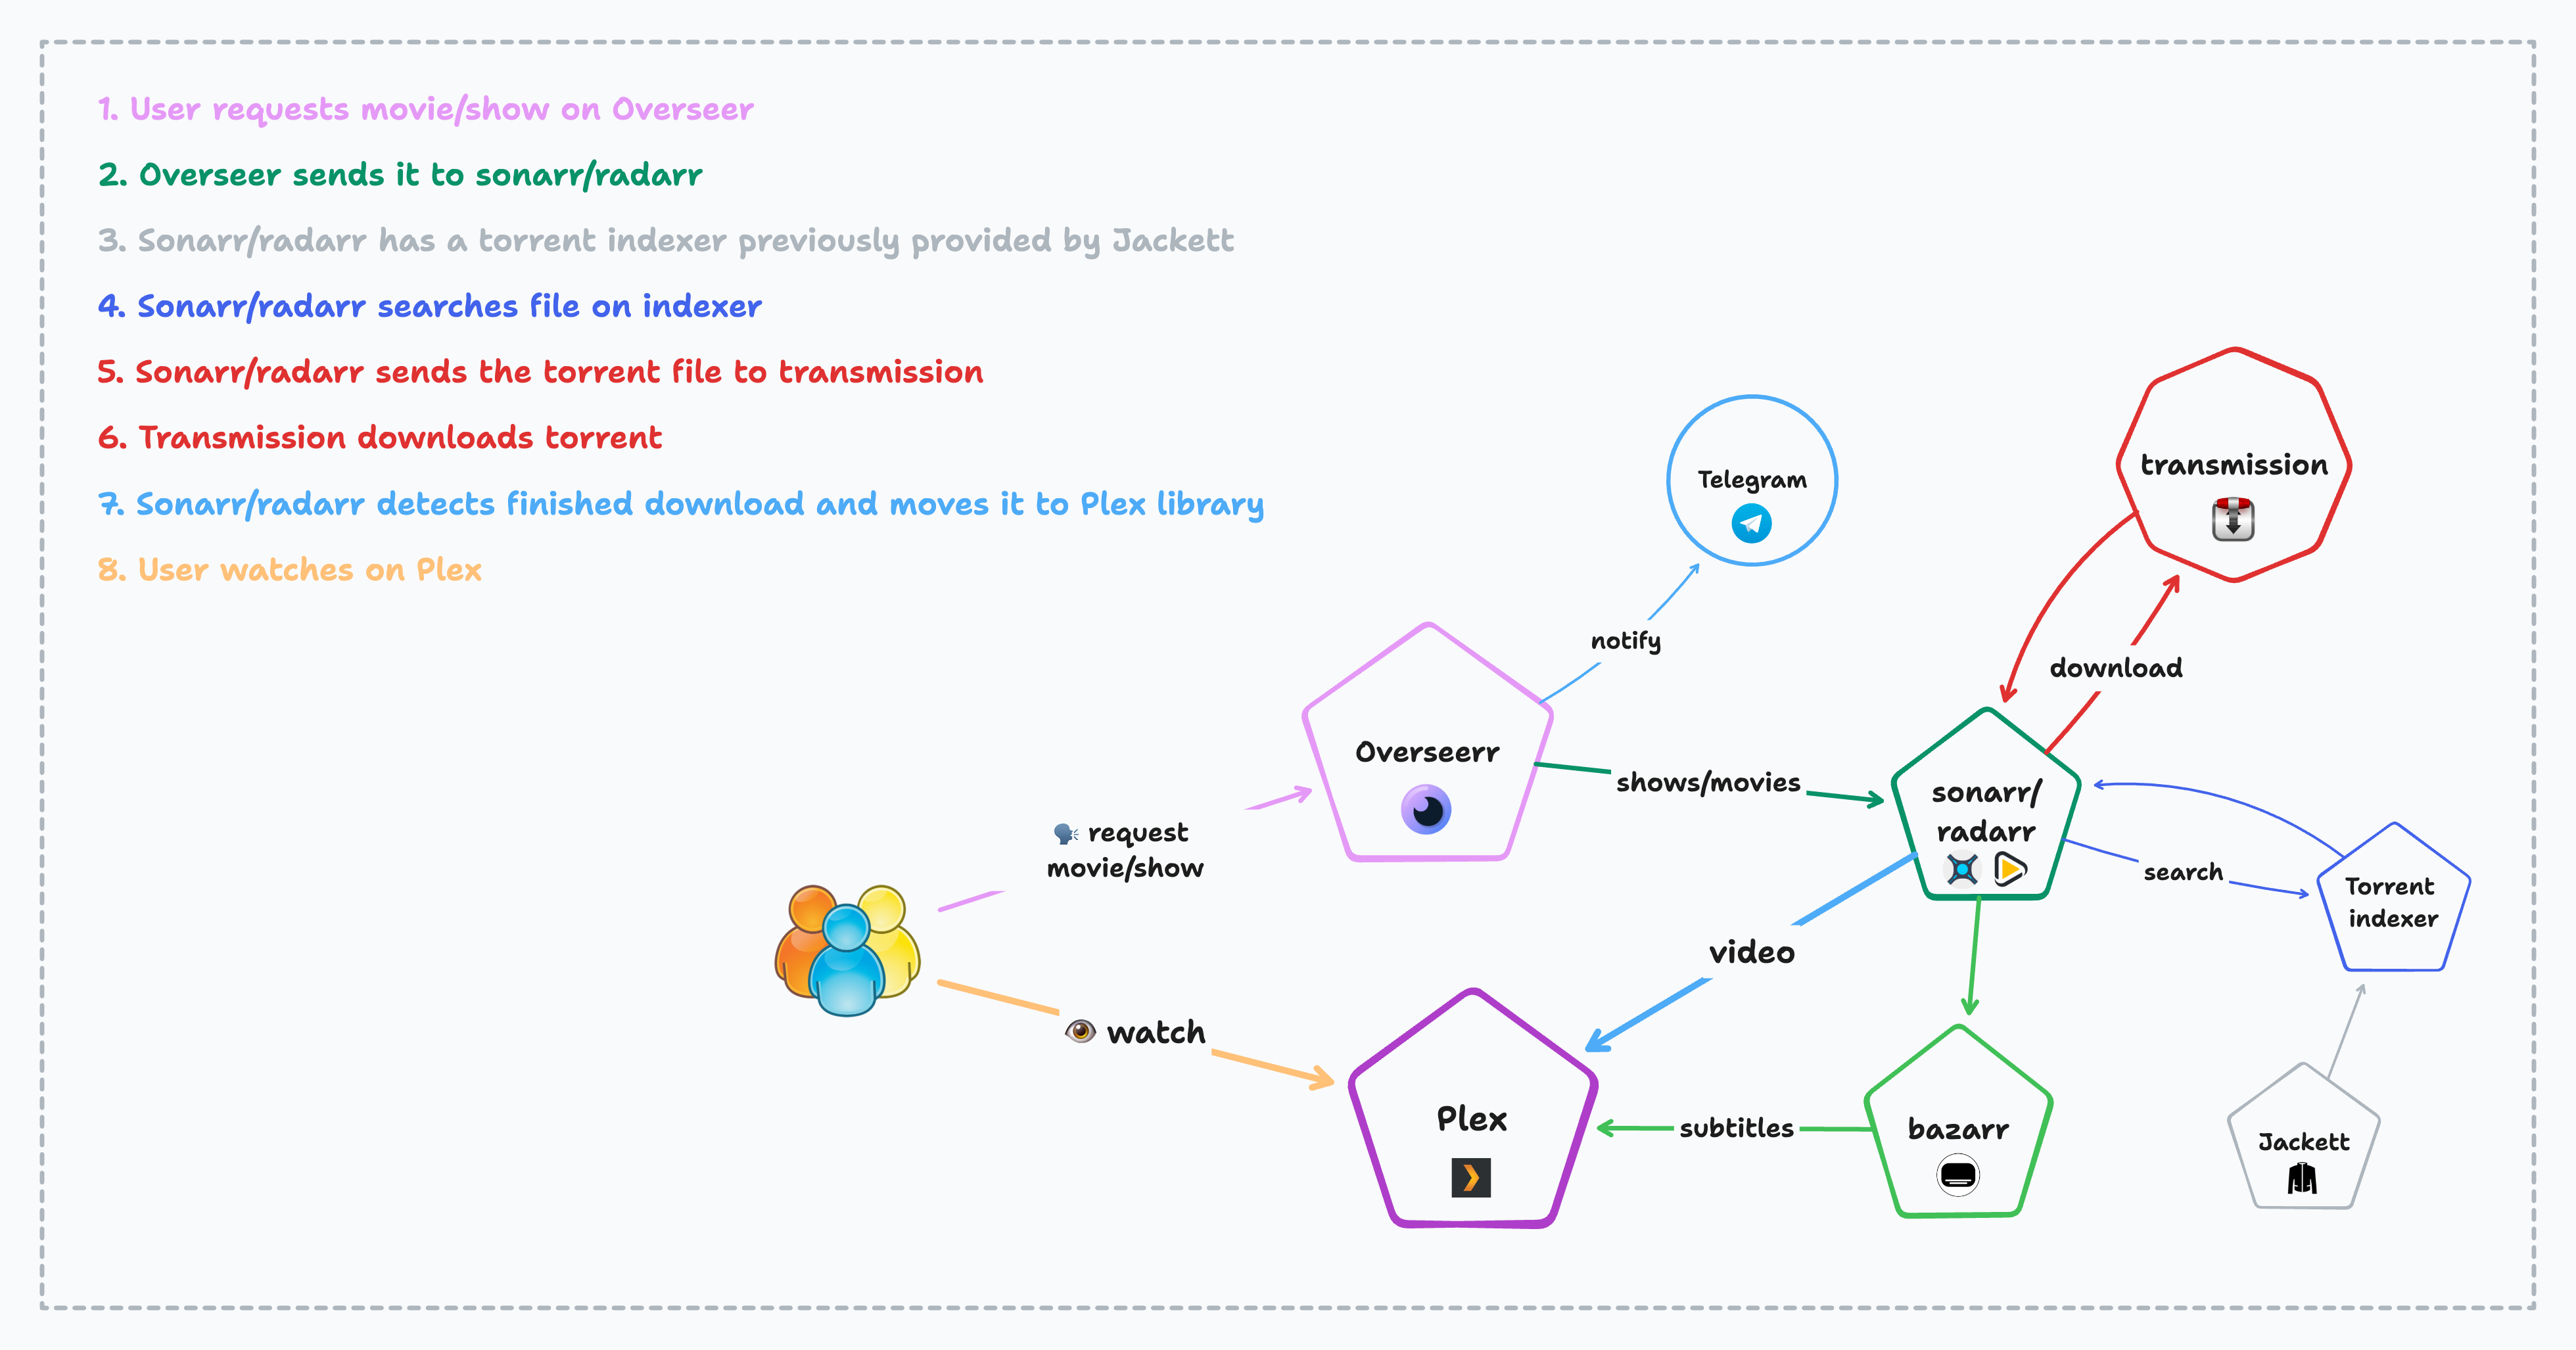 1. User requests movie/show on Overseer
2. Overseer sends it to sonarr/radarr
3. Sonarr/radarr has a torrent indexer previously provided by Jackett
4. Sonarr/radarr searches file on indexer
5. Sonarr/radarr sends the torrent file to transmission
6. Transmission downloads torrent
7. Sonarr/radarr detects finished download and moves it to Plex library
8. User watches on Plex
transmission
Telegram
notify
download
Overseerr
shows/movies
sonarr/
radarr
🗣️ request
movie/show
search
Torrent
indexer
video
👁️ watch
Plex
subtitles
bazarr
Jackett